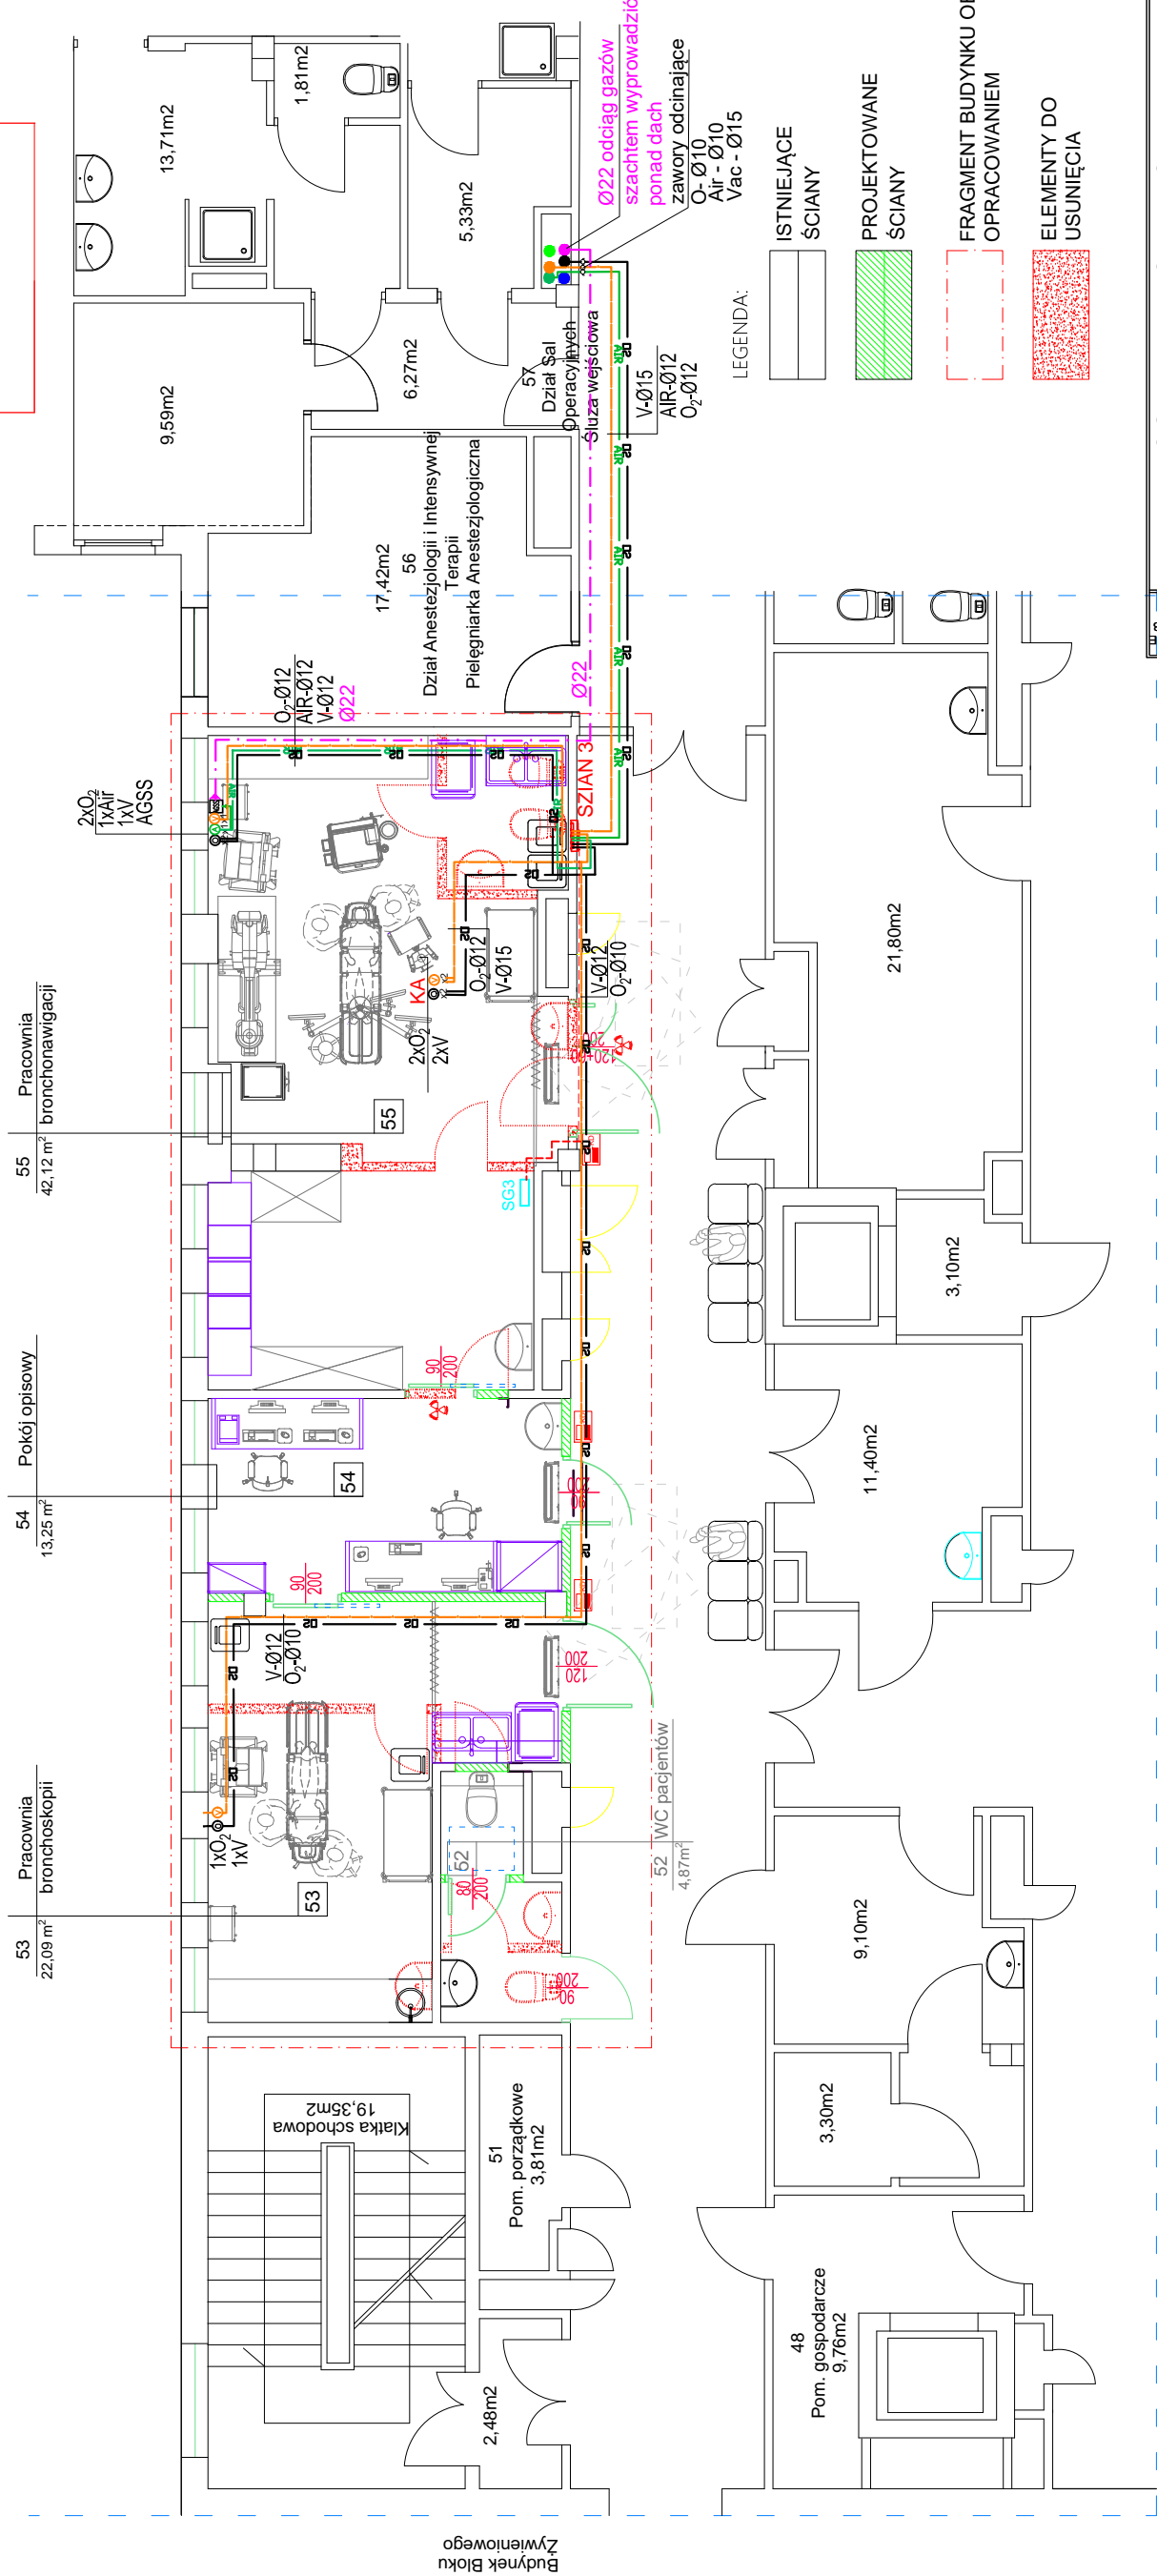 55
Pracownia
bronchonawigacji
42,12 m²
54
Pokój opisowy
13,25 m²
53
Pracownia
bronchoskopii
22,09 m²
2xO₂
1xAir
1xV
AGSS
O₂-Ø12
AIR-Ø12
V-Ø12
Ø22
13,71m2
1,81m2
9,59m2
5,33m2
6,27m2
17,42m2
56
Dział Anestezjologii i Intensywnej
Terapii
Pielęgniarka Anestezjologiczna
57
Dział Sal
Operacyjnych
Śluza wejściowa
Ø22 odciąg gazów
szachtem wyprowadzić
ponad dach
zawory odcinające
O- Ø10
Air - Ø10
Vac - Ø15
V-Ø15
AIR-Ø12
O₂-Ø12
Ø22
SZIAN 3
KA
2xO₂
2xV
O₂-Ø12
V-Ø15
V-Ø12
O₂-Ø10
55
SG3
120+90
200
90
200
54
90
200
90
200
V-Ø12
O₂-Ø10
120
200
1xO₂
1xV
53
52
80
200
52 WC pacjentów
4,87m²
90
200
Klatka schodowa
19,35m2
51
Pom. porządkowe
3,81m2
2,48m2
48
Pom. gospodarcze
9,76m2
3,30m2
9,10m2
11,40m2
3,10m2
21,80m2
Budynek Bloku
Żywieniowego
LEGENDA:
ISTNIEJĄCE
ŚCIANY
PROJEKTOWANE
ŚCIANY
FRAGMENT BUDYNKU
OPRACOWANIEM
ELEMENTY DO
USUNIĘCIA